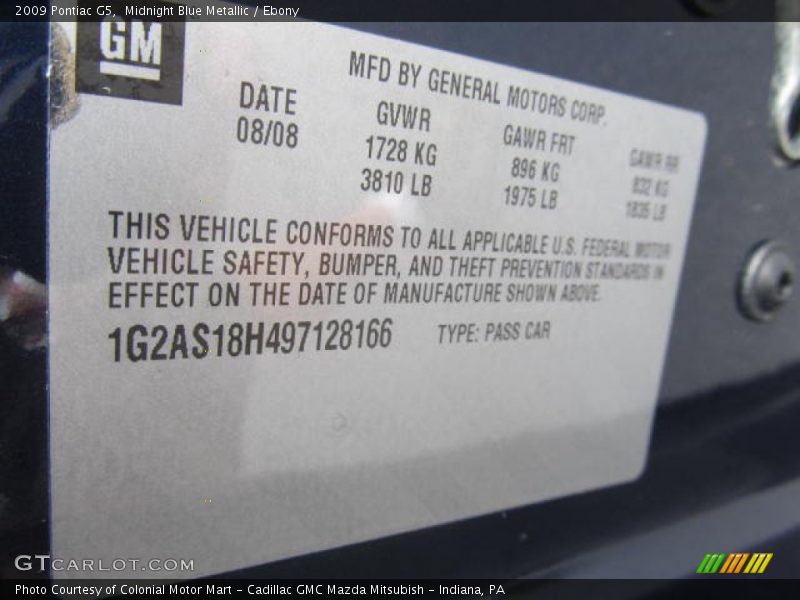 2009 Pontiac G5, Midnight Blue Metallic / Ebony
GM
MFD BY GENERAL MOTORS CORP.
DATE GVWR GAWR FRT GAWR RR
08/08 1728 KG 896 KG 832 KG
3810 LB 1975 LB 1835 LB
THIS VEHICLE CONFORMS TO ALL APPLICABLE U.S. FEDERAL MOTOR
VEHICLE SAFETY, BUMPER, AND THEFT PREVENTION STANDARDS IN
EFFECT ON THE DATE OF MANUFACTURE SHOWN ABOVE.
1G2AS18H497128166 TYPE: PASS CAR
GTCARLOT.COM
Photo Courtesy of Colonial Motor Mart - Cadillac GMC Mazda Mitsubish - Indiana, PA